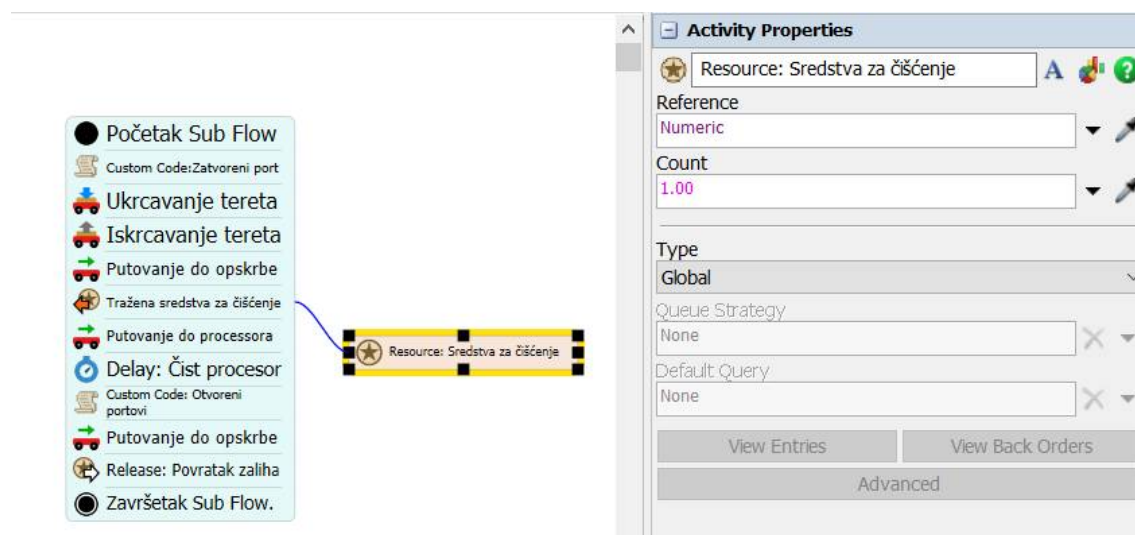 Početak Sub Flow
Custom Code:Zatvoreni port
Ukrcavanje tereta
Iskrcavanje tereta
Putovanje do opskrbe
Tražena sredstva za čišćenje
Putovanje do processora
Delay: Čist procesor
Custom Code: Otvoreni
portovi
Putovanje do opskrbe
Release: Povratak zaliha
Završetak Sub Flow.
Resource: Sredstva za čišćenje
Activity Properties
Resource: Sredstva za čišćenje A ?
Reference
Numeric
Count
1.00
Type
Global
Queue Strategy
None
Default Query
None
View Entries View Back Orders
Advanced